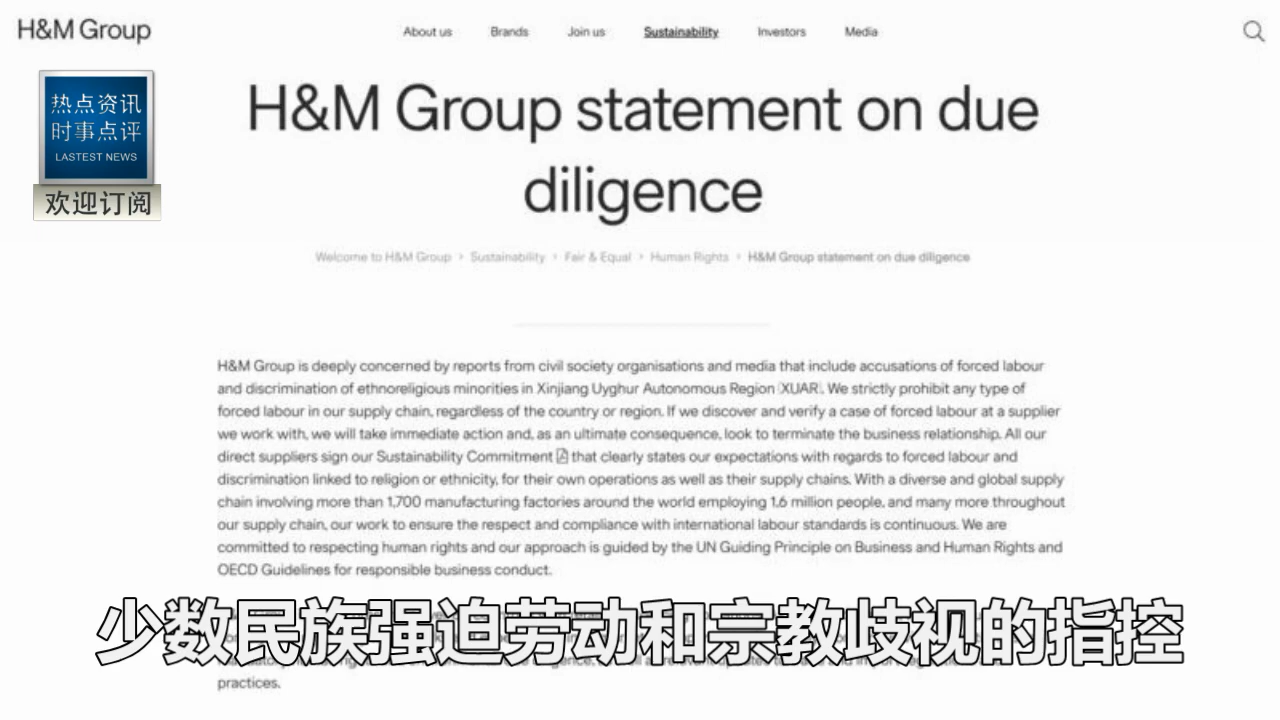 H&M Group
About us Brands Join us Sustainability Investors Media
热点资讯
时事点评
LASTEST NEWS
欢迎订阅
H&M Group statement on due
diligence
Welcome to H&M Group › Sustainability › Fair & Equal › Human Rights › H&M Group statement on due diligence
H&M Group is deeply concerned by reports from civil society organisations and media that include accusations of forced labour
and discrimination of ethnoreligious minorities in Xinjiang Uyghur Autonomous Region (XUAR). We strictly prohibit any type of
forced labour in our supply chain, regardless of the country or region. If we discover and verify a case of forced labour at a supplier
we work with, we will take immediate action and, as an ultimate consequence, look to terminate the business relationship. All our
direct suppliers sign our Sustainability Commitment that clearly states our expectations with regards to forced labour and
discrimination linked to religion or ethnicity, for their own operations as well as their supply chains. With a diverse and global supply
chain involving more than 1,700 manufacturing factories around the world employing 1,6 million people, and many more throughout
our supply chain, our work to ensure the respect and compliance with international labour standards is continuous. We are
committed to respecting human rights and our approach is guided by the UN Guiding Principle on Business and Human Rights and
OECD Guidelines for responsible business conduct.
少数民族强迫劳动和宗教歧视的指控
practices.